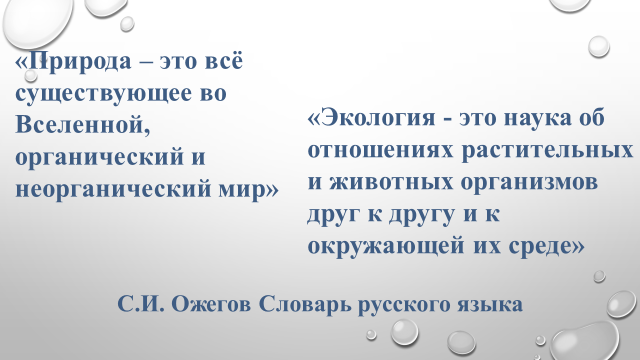 «Природа – это всё
существующее во
Вселенной,
органический и
неорганический мир»
«Экология - это наука об
отношениях растительных
и животных организмов
друг к другу и к
окружающей их среде»
С.И. Ожегов Словарь русского языка